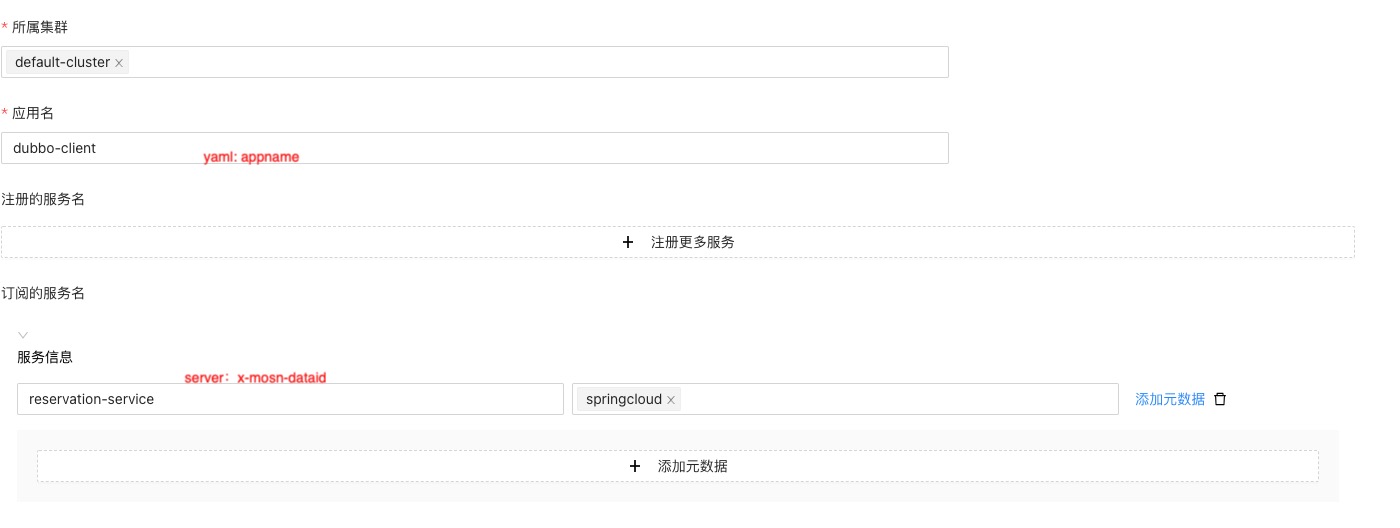 * 所属集群
default-cluster ×
* 应用名
dubbo-client
yaml: appname
注册的服务名
+ 注册更多服务
订阅的服务名
服务信息
server：x-mosn-dataid
reservation-service springcloud × 添加元数据
+ 添加元数据